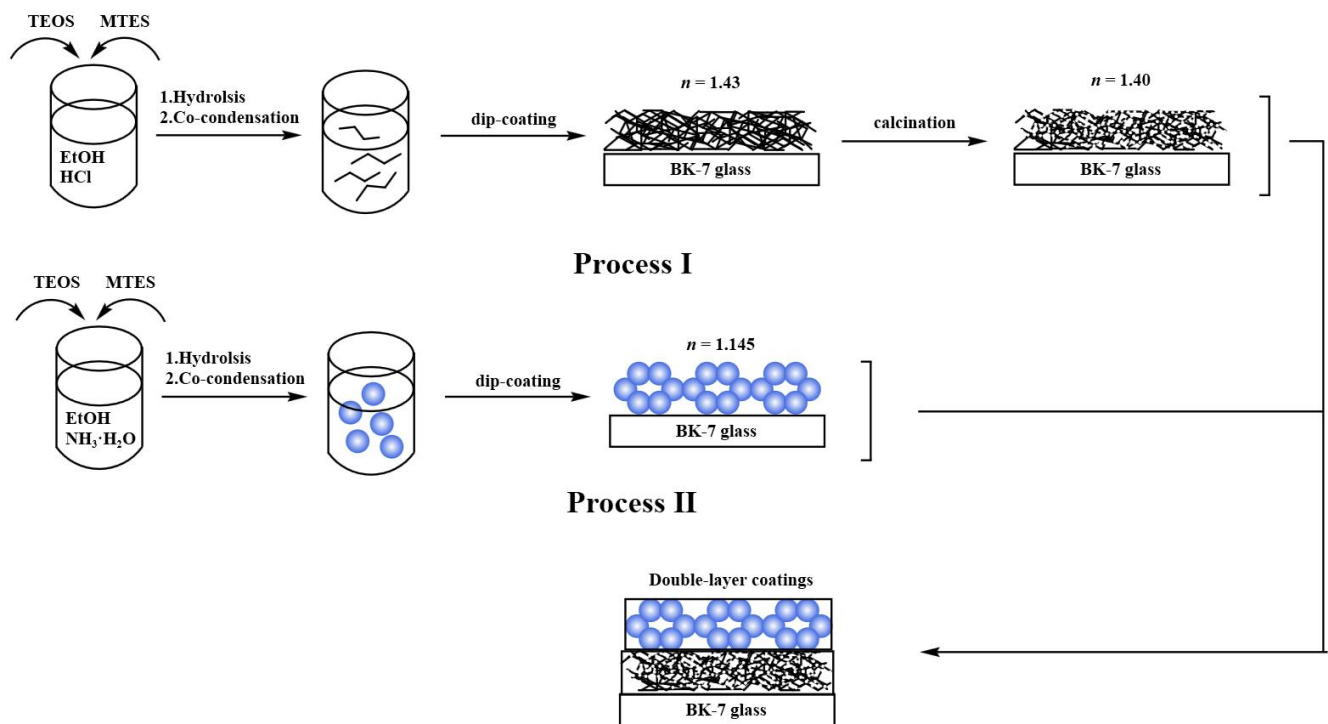 TEOS MTES
1.Hydrolsis
2.Co-condensation
EtOH
HCl
dip-coating
n = 1.43
BK-7 glass
calcination
n = 1.40
BK-7 glass
Process I
TEOS MTES
1.Hydrolsis
2.Co-condensation
EtOH
NH₃·H₂O
dip-coating
n = 1.145
BK-7 glass
Process II
Double-layer coatings
BK-7 glass